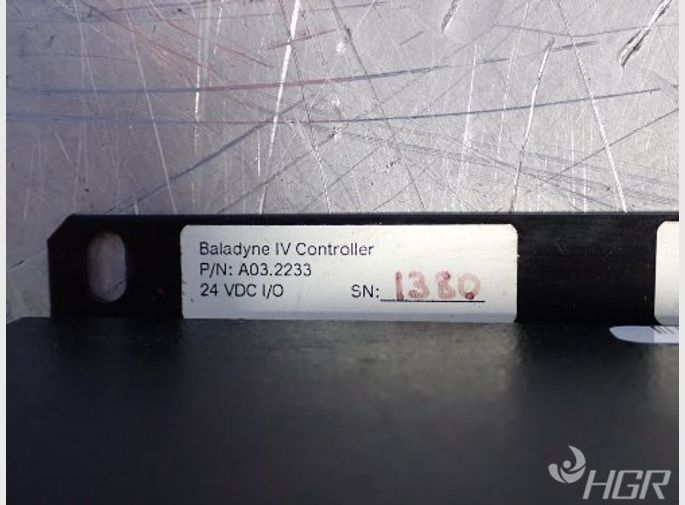 Baladyne IV Controller
P/N: A03.2233
24 VDC I/O SN: 1380
HGR